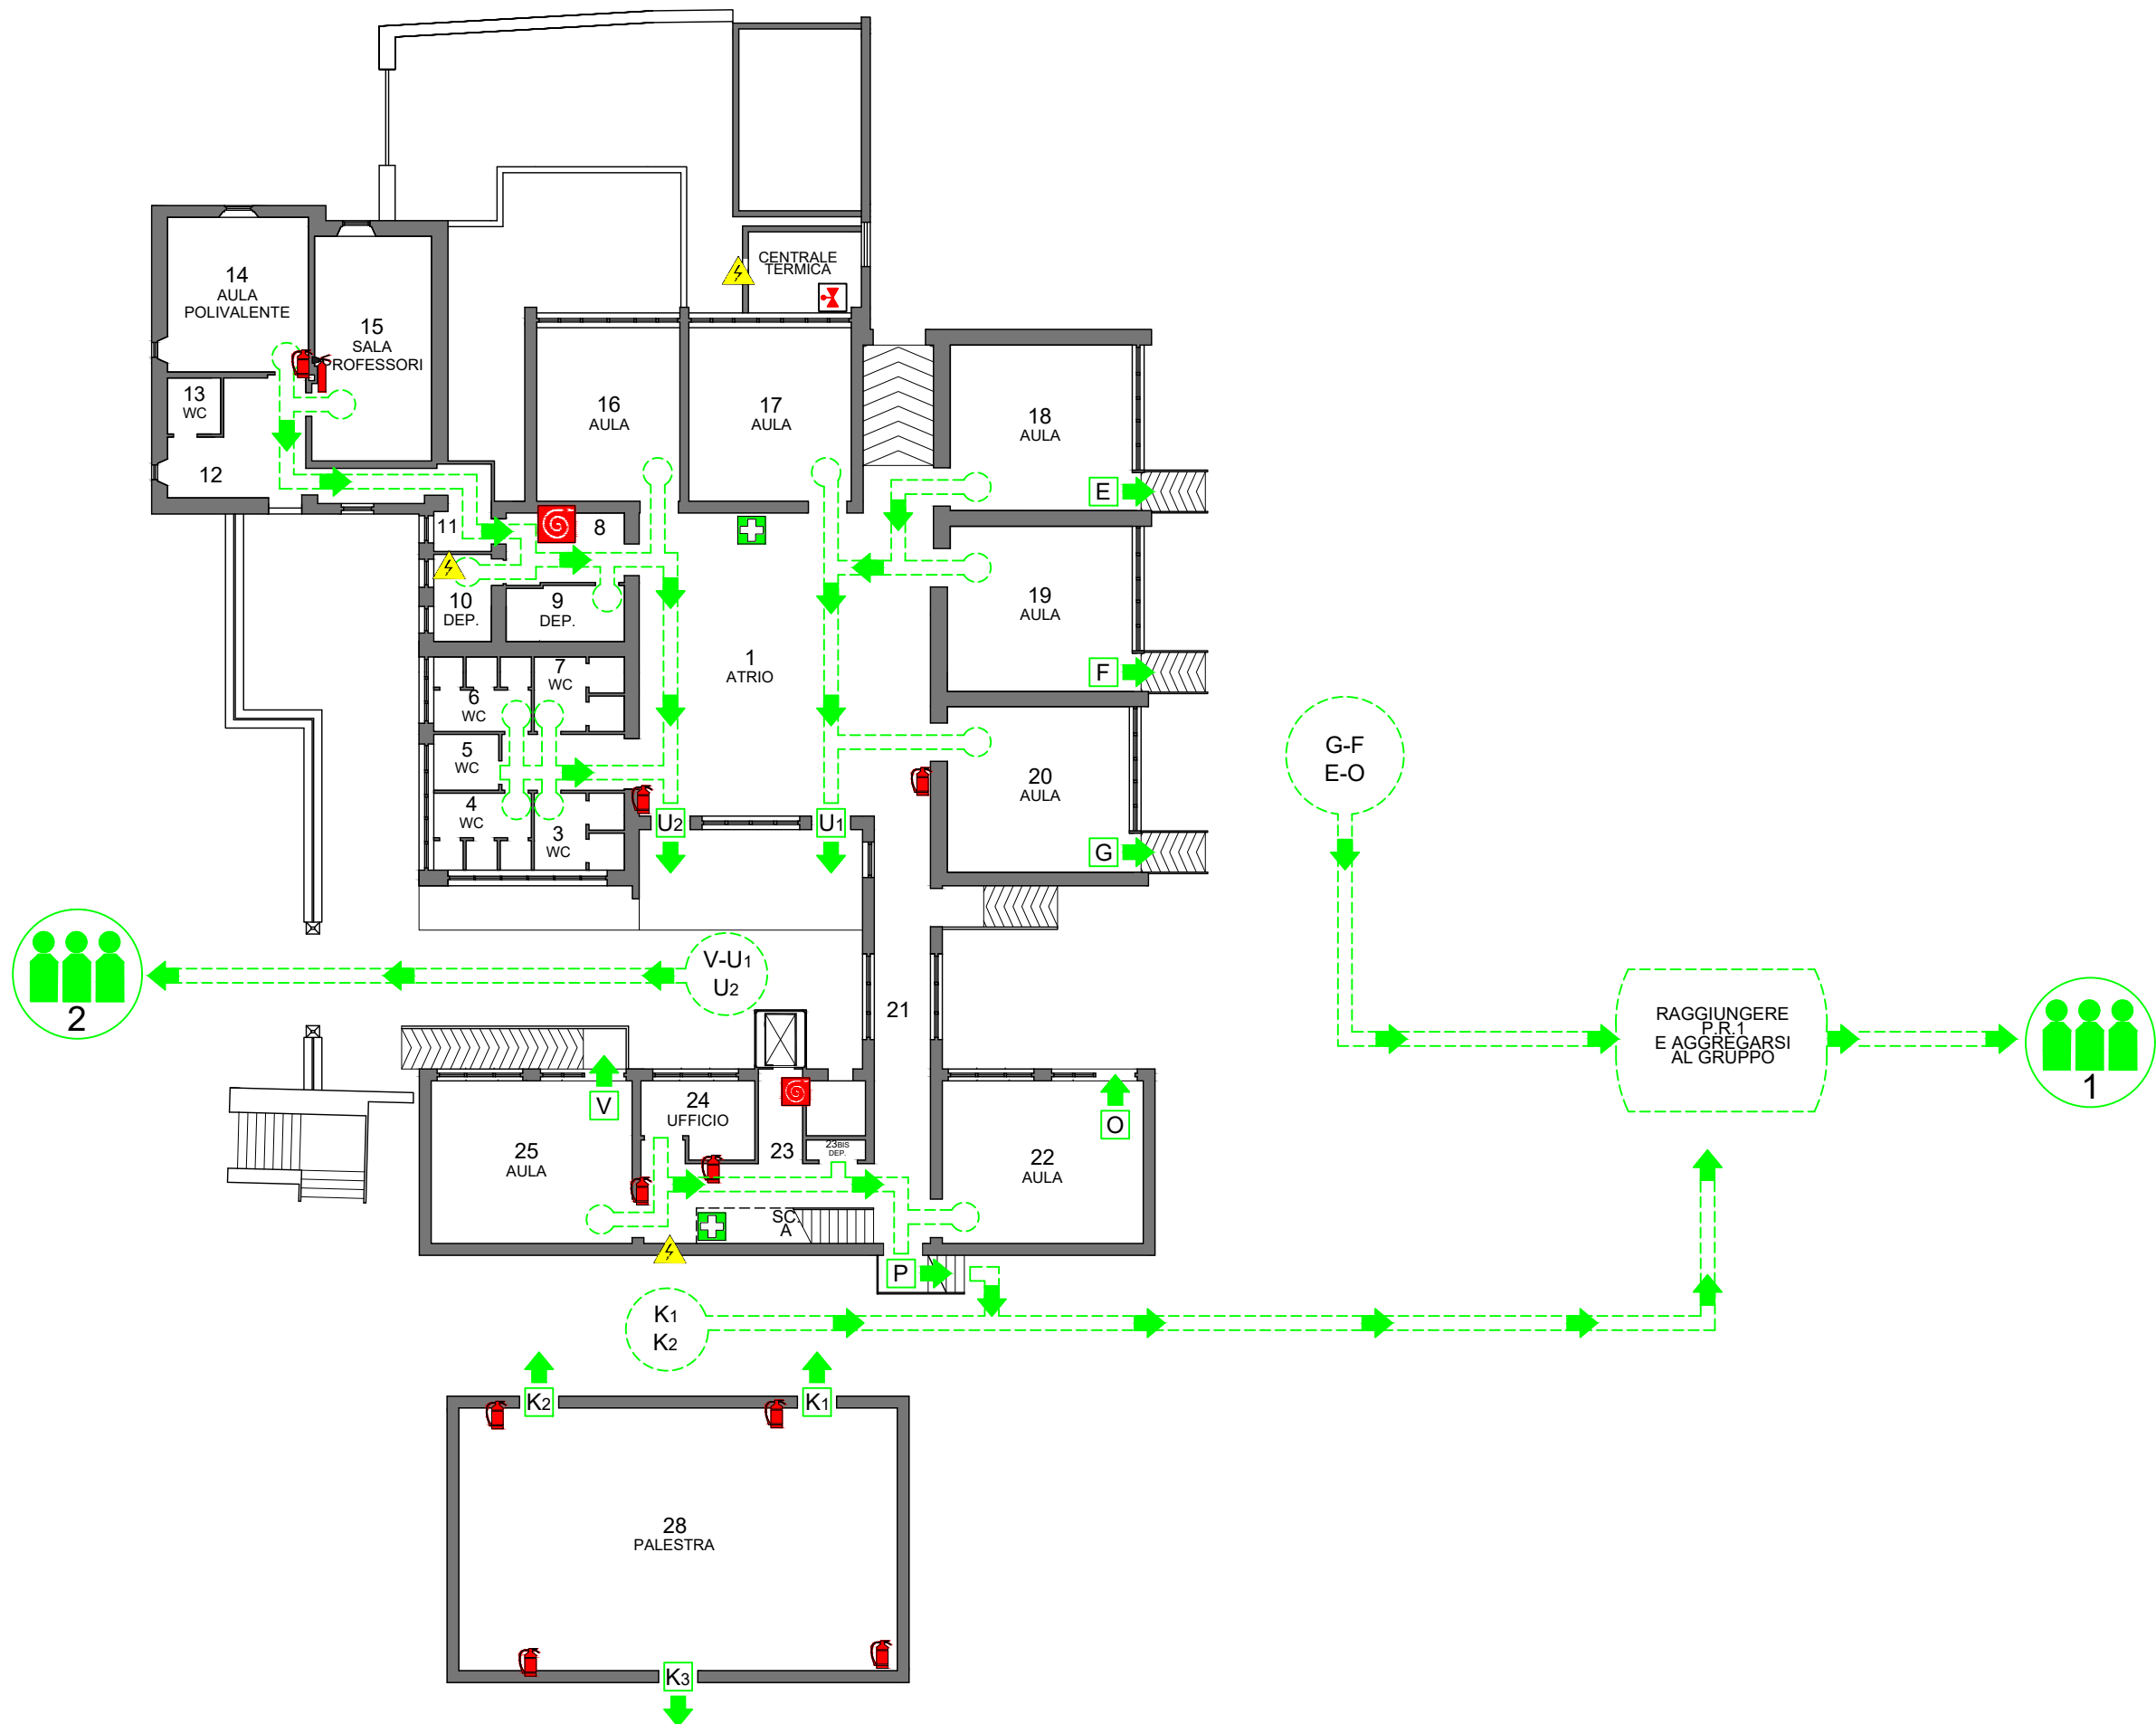 CENTRALE
TERMICA
14
AULA
POLIVALENTE
15
SALA
PROFESSORI
13
WC
12
16
AULA
17
AULA
18
AULA
E
11
8
10
DEP.
9
DEP.
19
AULA
F
1
ATRIO
7
WC
6
WC
5
WC
4
WC
3
WC
20
AULA
G
U2
U1
G-F
E-O
V-U1
U2
2
21
RAGGIUNGERE
P.R.1
E AGGREGARSI
AL GRUPPO
1
V
24
UFFICIO
O
25
AULA
23
23BIS
DEP.
22
AULA
SC.
A
P
K1
K2
K2
K1
28
PALESTRA
K3